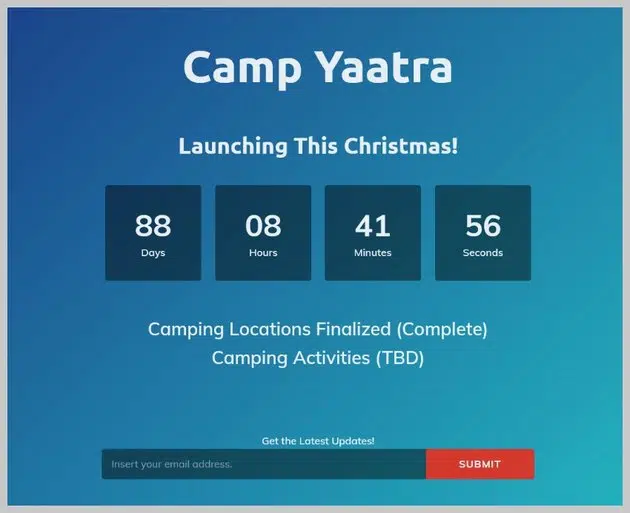 Camp Yaatra
Launching This Christmas!
88 08 41 56
Days Hours Minutes Seconds
Camping Locations Finalized (Complete)
Camping Activities (TBD)
Get the Latest Updates!
Insert your email address. SUBMIT